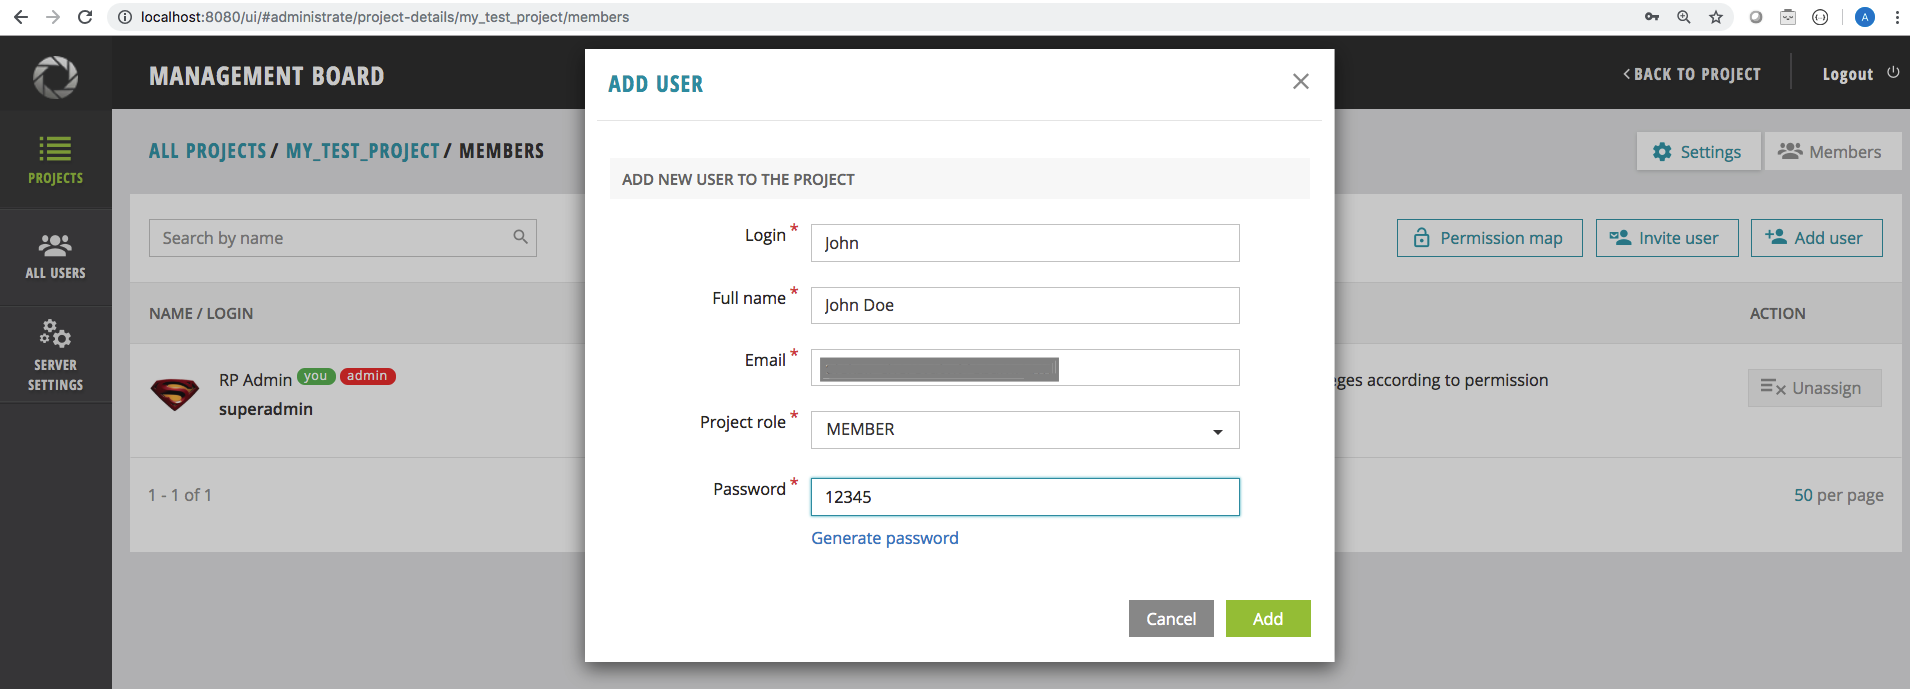 localhost:8080/ui/#administrate/project-details/my_test_project/members
A
MANAGEMENT BOARD
BACK TO PROJECT
Logout
PROJECTS
ALL USERS
SERVER
SETTINGS
ALL PROJECTS / MY_TEST_PROJECT / MEMBERS
Settings
Members
Search by name
Permission map
Invite user
Add user
NAME / LOGIN
ACTION
RP Admin you admin
superadmin
eges according to permission
Unassign
1 - 1 of 1
50 per page
ADD USER
ADD NEW USER TO THE PROJECT
Login *
John
Full name *
John Doe
Email *
Project role *
MEMBER
Password *
12345
Generate password
Cancel
Add